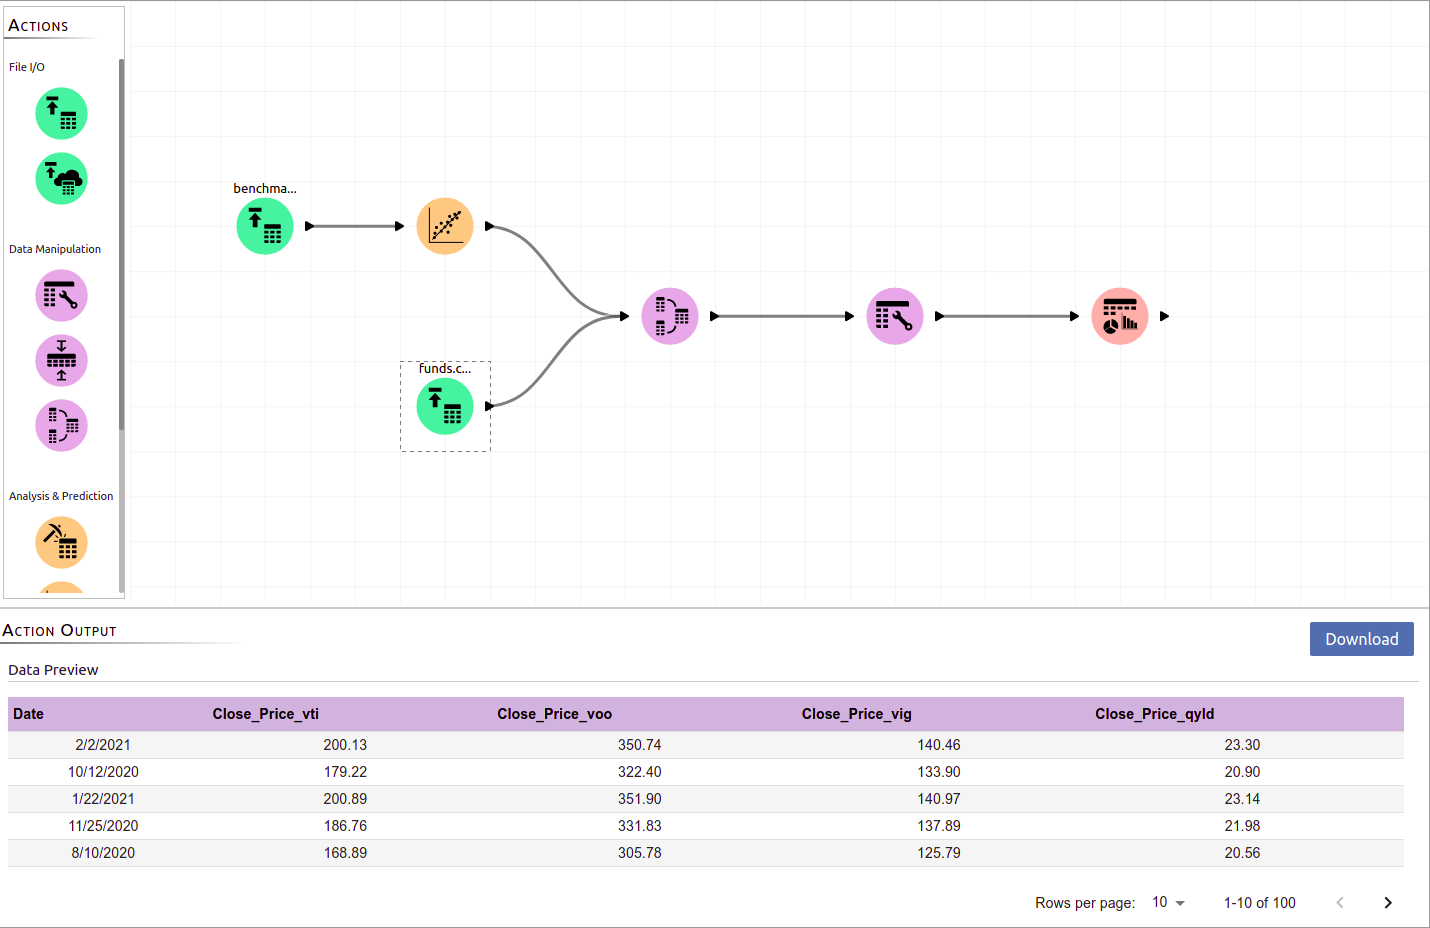 ACTIONS
File I/O
Data Manipulation
Analysis & Prediction
benchma...
funds.c...
ACTION OUTPUT
Download
Data Preview
Date Close_Price_vti Close_Price_voo Close_Price_vig Close_Price_qyld
2/2/2021 200.13 350.74 140.46 23.30
10/12/2020 179.22 322.40 133.90 20.90
1/22/2021 200.89 351.90 140.97 23.14
11/25/2020 186.76 331.83 137.89 21.98
8/10/2020 168.89 305.78 125.79 20.56
Rows per page: 10 1-10 of 100